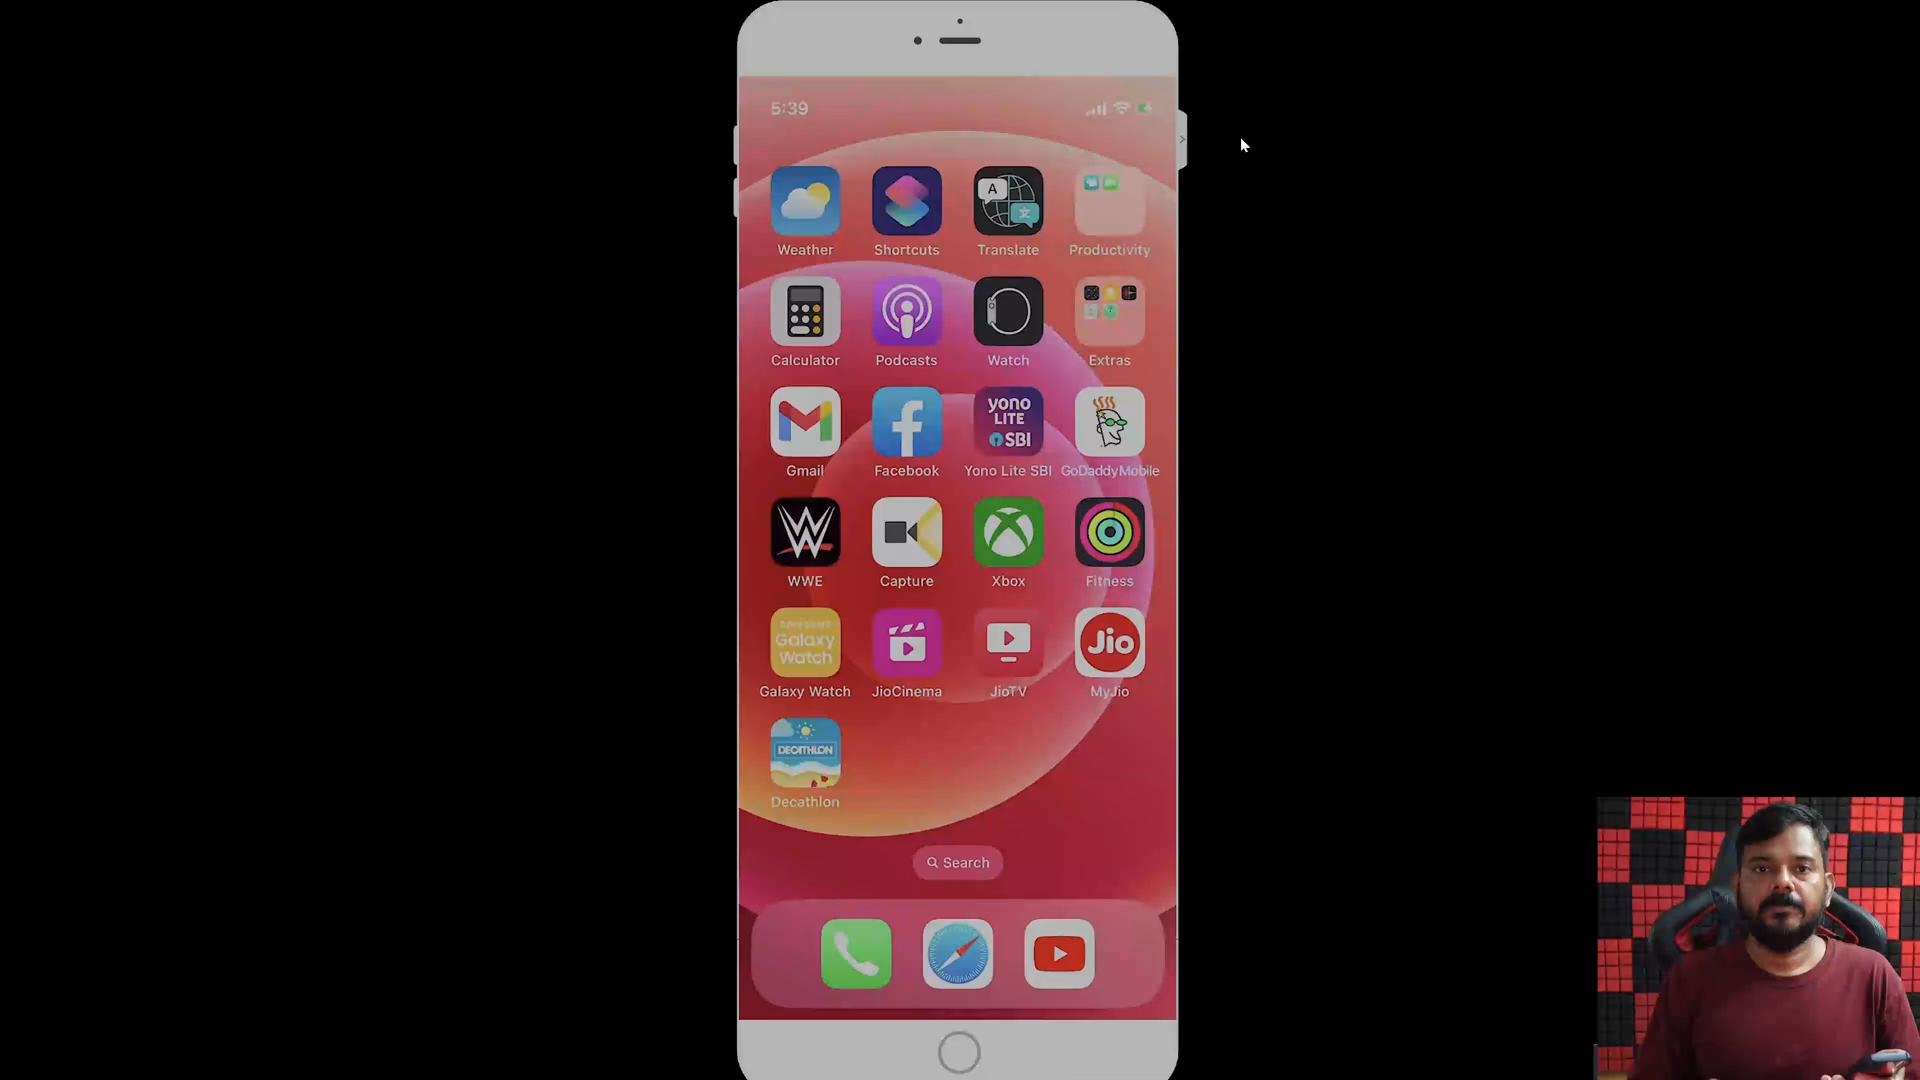 5:39
A
文
Weather
Shortcuts
Translate
Productivity
Calculator
Podcasts
Watch
Extras
yono
LITE
SBI
Gmail
Facebook
Yono Lite SBI
GoDaddy Mobile
W
WWE
Capture
Xbox
Fitness
Galaxy
Watch
Jio
Galaxy Watch
JioCinema
JioTV
MyJio
DECATHLON
Decathlon
Search